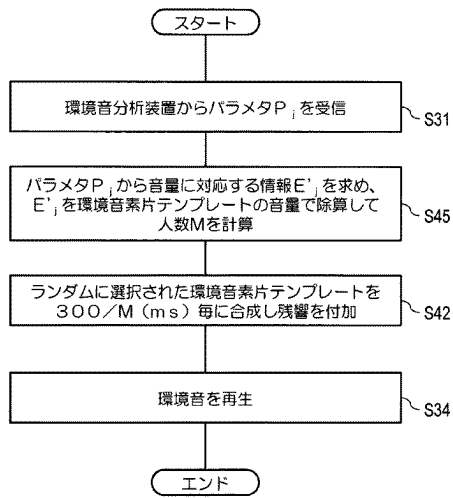 スタート
環境音分析装置からパラメタPjを受信
S31
パラメタPjから音量に対応する情報E'jを求め、
E'jを環境音素片テンプレートの音量で除算して
人数Mを計算
S45
ランダムに選択された環境音素片テンプレートを
300/M(ms)毎に合成し残響を付加
S42
環境音を再生
S34
エンド